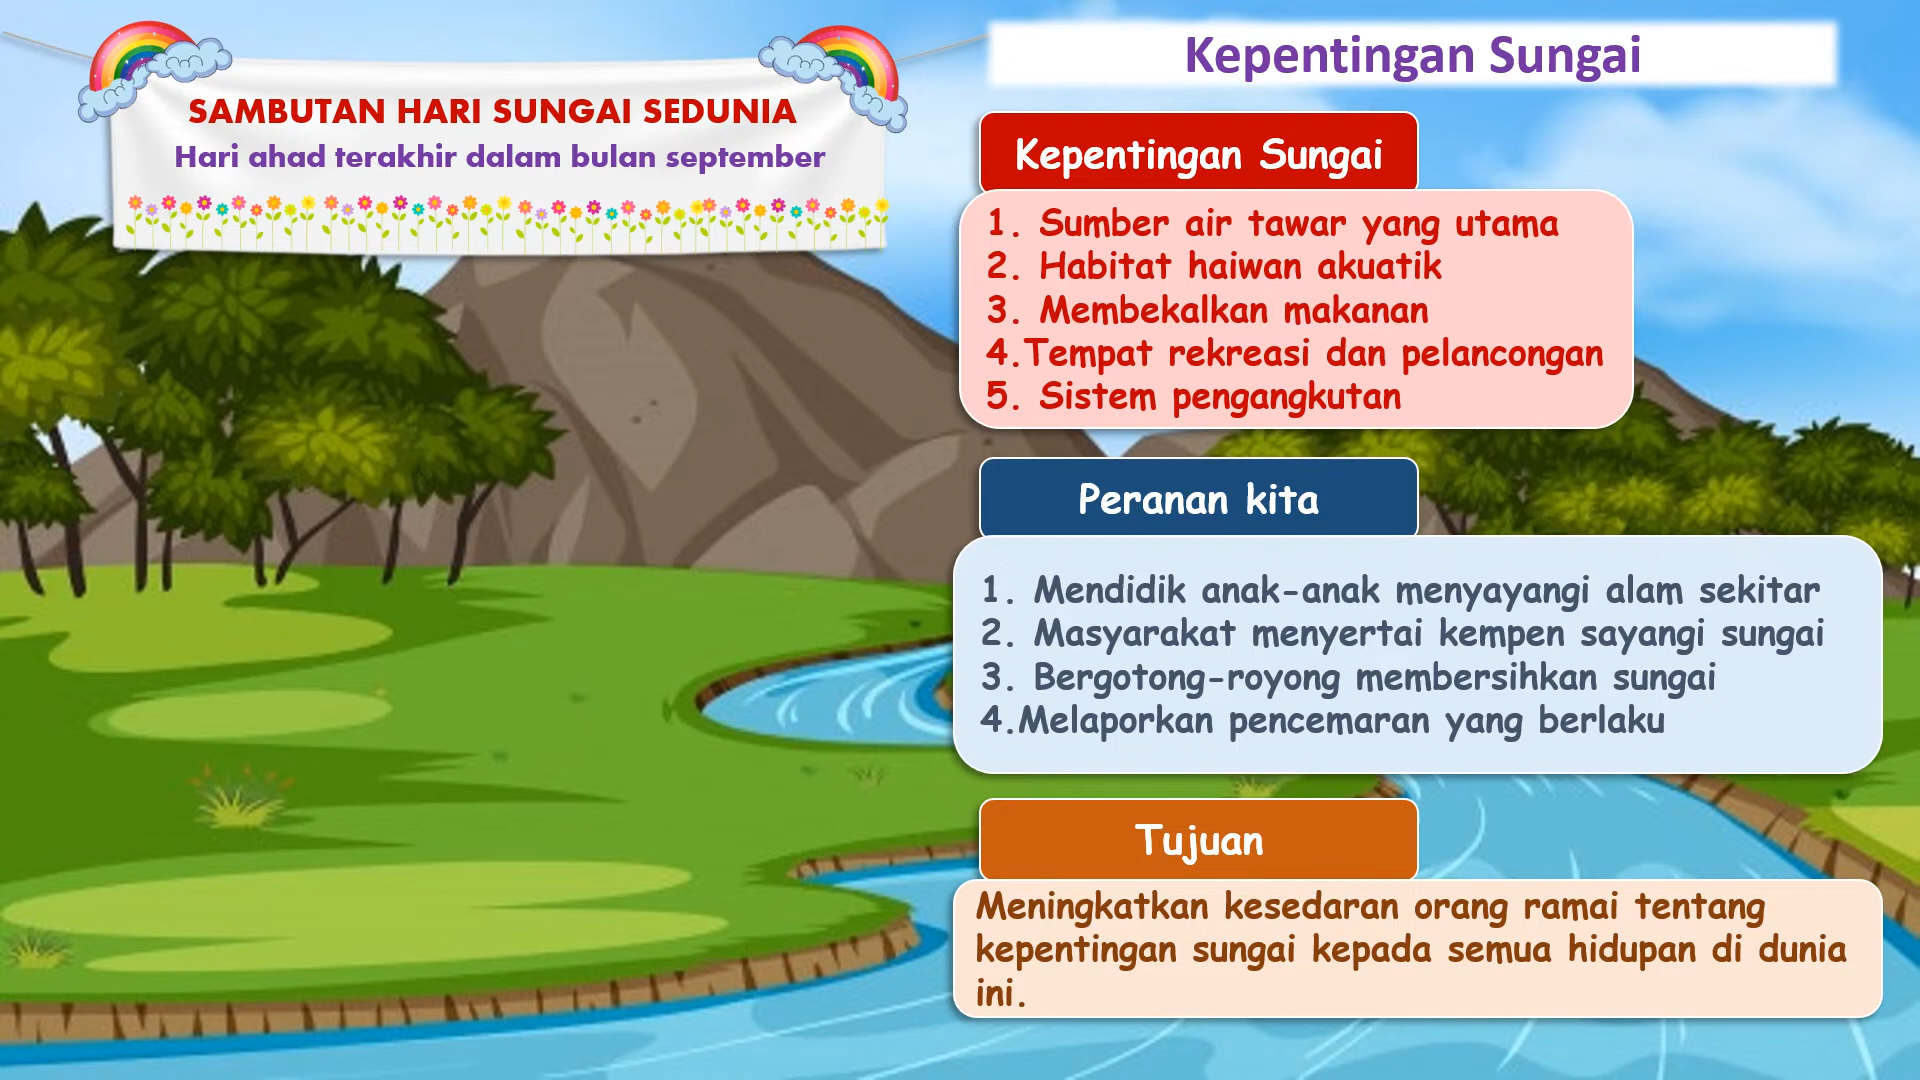 SAMBUTAN HARI SUNGAI SEDUNIA
Hari ahad terakhir dalam bulan september
Kepentingan Sungai
Kepentingan Sungai
1. Sumber air tawar yang utama
2. Habitat haiwan akuatik
3. Membekalkan makanan
4.Tempat rekreasi dan pelancongan
5. Sistem pengangkutan
Peranan kita
1. Mendidik anak-anak menyayangi alam sekitar
2. Masyarakat menyertai kempen sayangi sungai
3. Bergotong-royong membersihkan sungai
4.Melaporkan pencemaran yang berlaku
Tujuan
Meningkatkan kesedaran orang ramai tentang
kepentingan sungai kepada semua hidupan di dunia
ini.